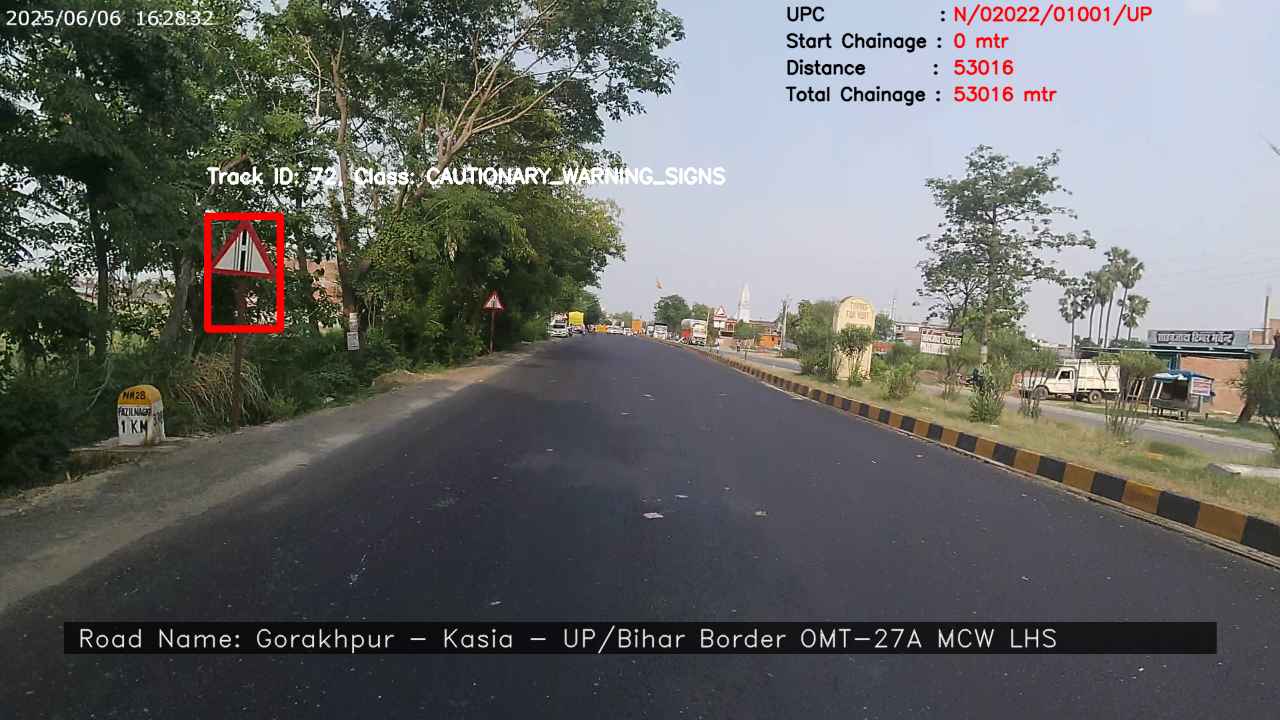 2025/06/06 16:28:32
UPC : N/02022/01001/UP
Start Chainage : 0 mtr
Distance : 53016
Total Chainage : 53016 mtr
Track ID: 72, Class: CAUTIONARY_WARNING_SIGNS
NH28
FAZILNAGAR
1 KM
Road Name: Gorakhpur - Kasia - UP/Bihar Border OMT-27A MCW LHS